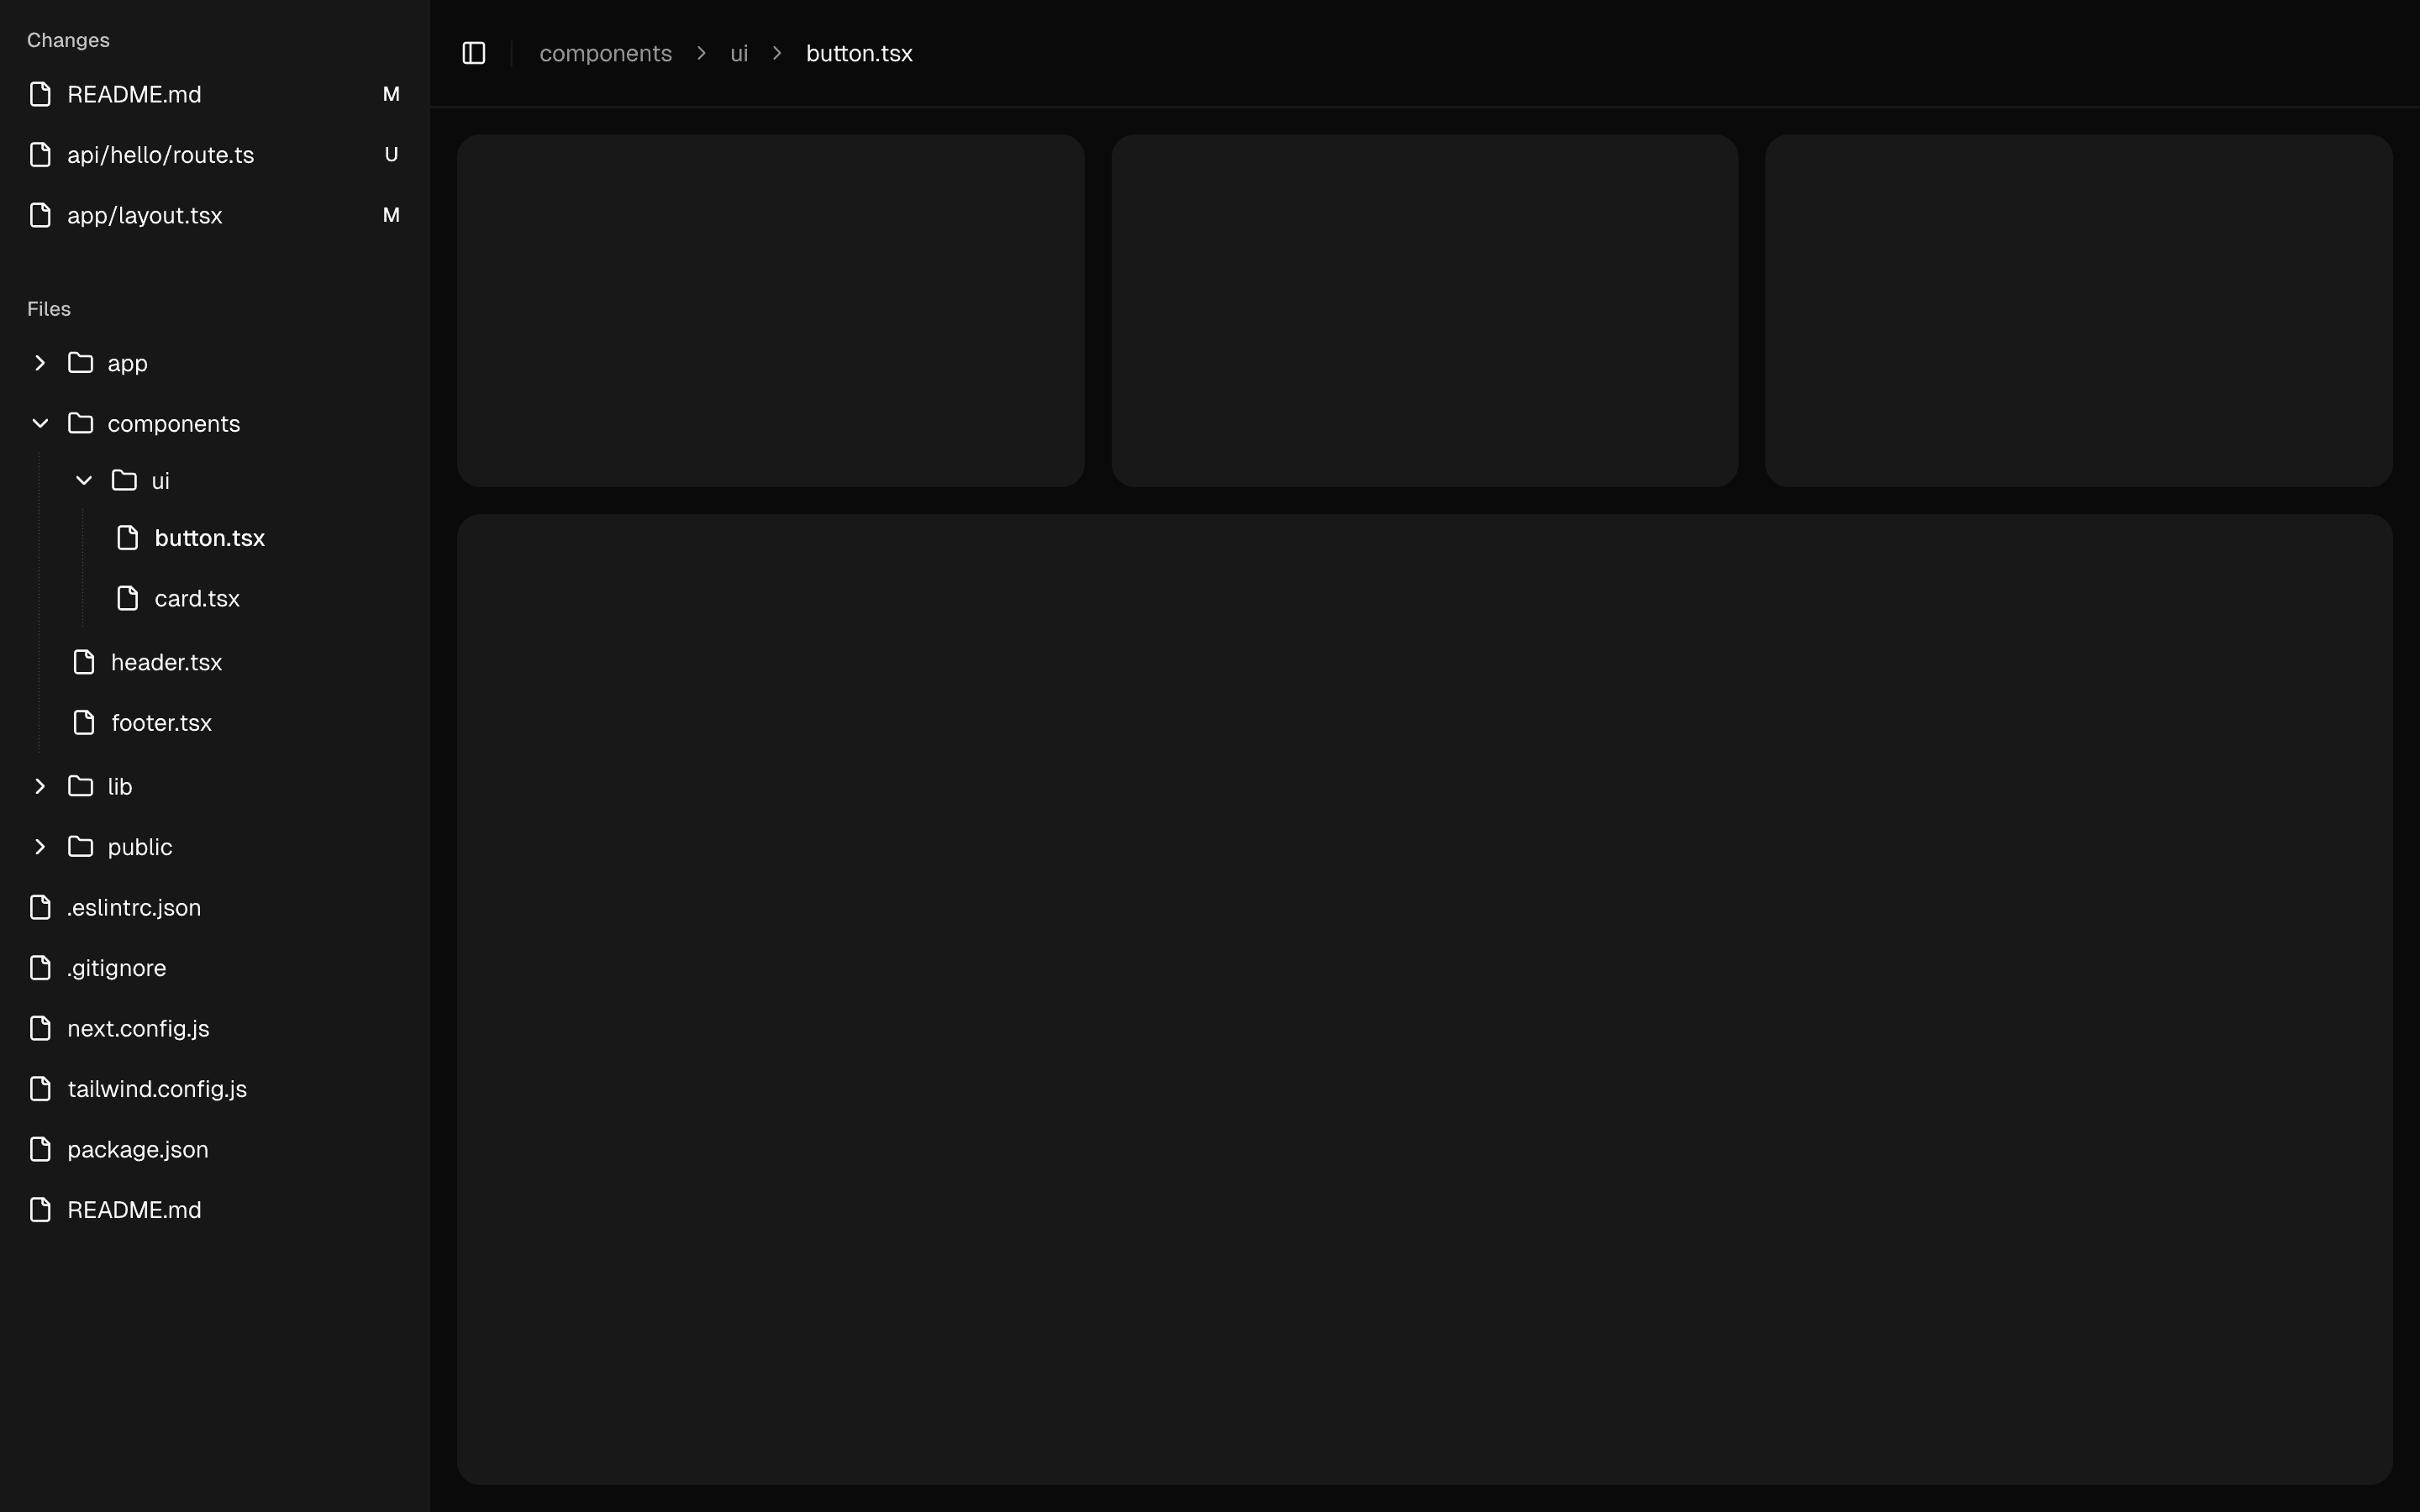 Changes
README.md M
api/hello/route.ts U
app/layout.tsx M
Files
app
components
ui
button.tsx
card.tsx
header.tsx
footer.tsx
lib
public
.eslintrc.json
.gitignore
next.config.js
tailwind.config.js
package.json
README.md
components ui button.tsx